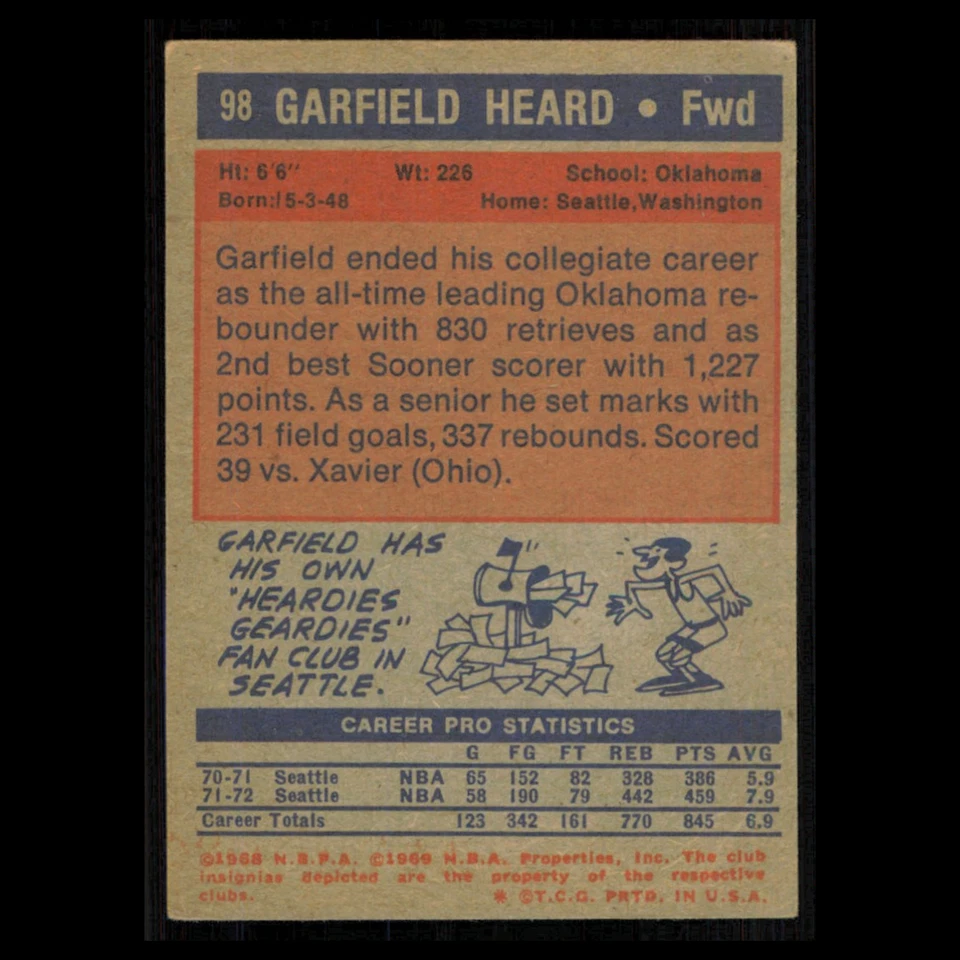 98 GARFIELD HEARD • Fwd
Ht: 6'6" Wt: 226 School: Oklahoma
Born: 5-3-48 Home: Seattle, Washington
Garfield ended his collegiate career
as the all-time leading Oklahoma re-
bounder with 830 retrieves and as
2nd best Sooner scorer with 1,227
points. As a senior he set marks with
231 field goals, 337 rebounds. Scored
39 vs. Xavier (Ohio).
GARFIELD HAS
HIS OWN
"HEARDIES
GEARDIES"
FAN CLUB IN
SEATTLE.
CAREER PRO STATISTICS
G FG FT REB PTS AVG
70-71 Seattle NBA 65 152 82 328 386 5.9
71-72 Seattle NBA 58 190 79 442 459 7.9
Career Totals 123 342 161 770 845 6.9
©1968 N.B.P.A. ©1969 N.B.A. Properties, Inc. The club
insignias depicted are the property of the respective
clubs. * ©T.C.G. PRTD. IN U.S.A.